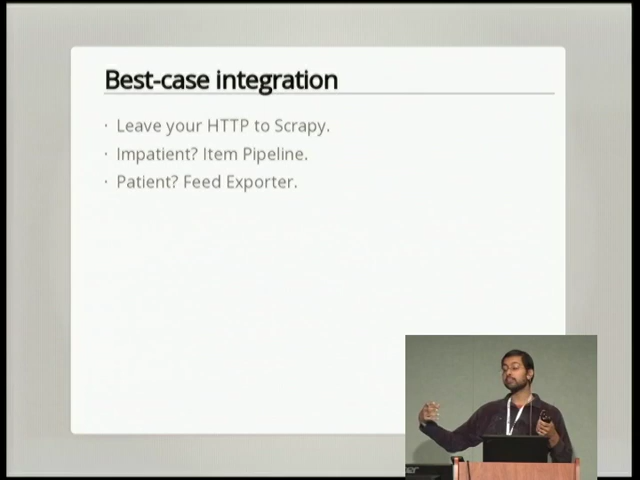 Best-case integration
· Leave your HTTP to Scrapy.
· Impatient? Item Pipeline.
· Patient? Feed Exporter.